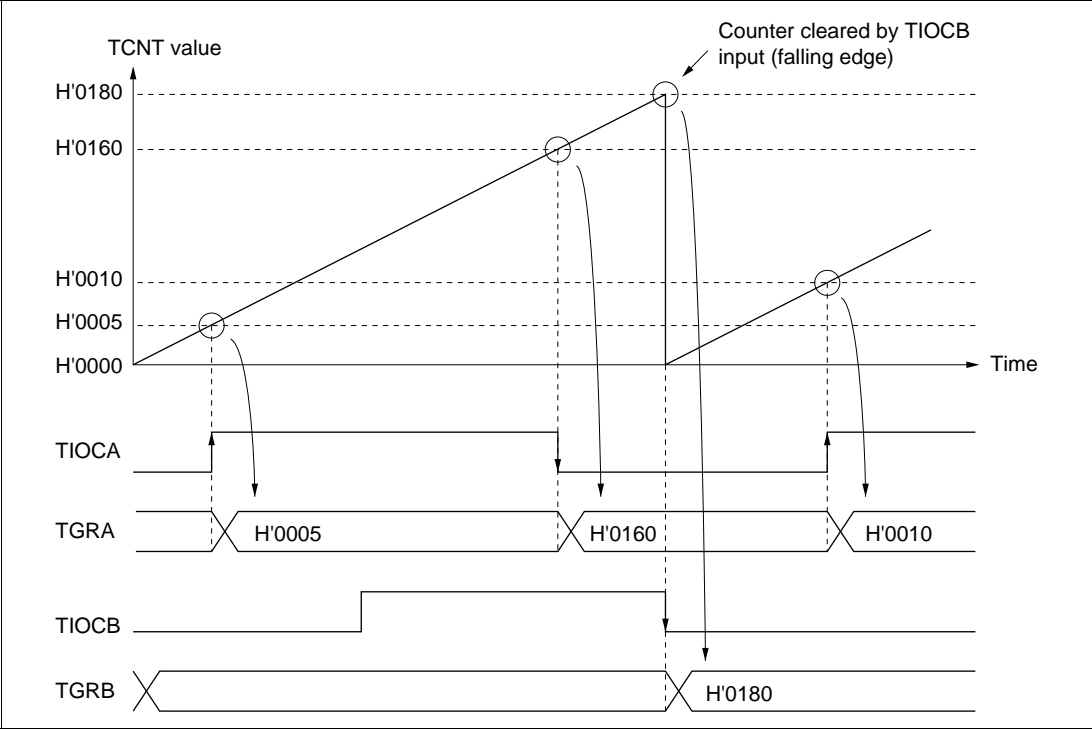 Counter cleared by TIOCB
input (falling edge)
TCNT value
H'0180
H'0160
H'0010
H'0005
H'0000
Time
TIOCA
TGRA
H'0005
H'0160
H'0010
TIOCB
TGRB
H'0180